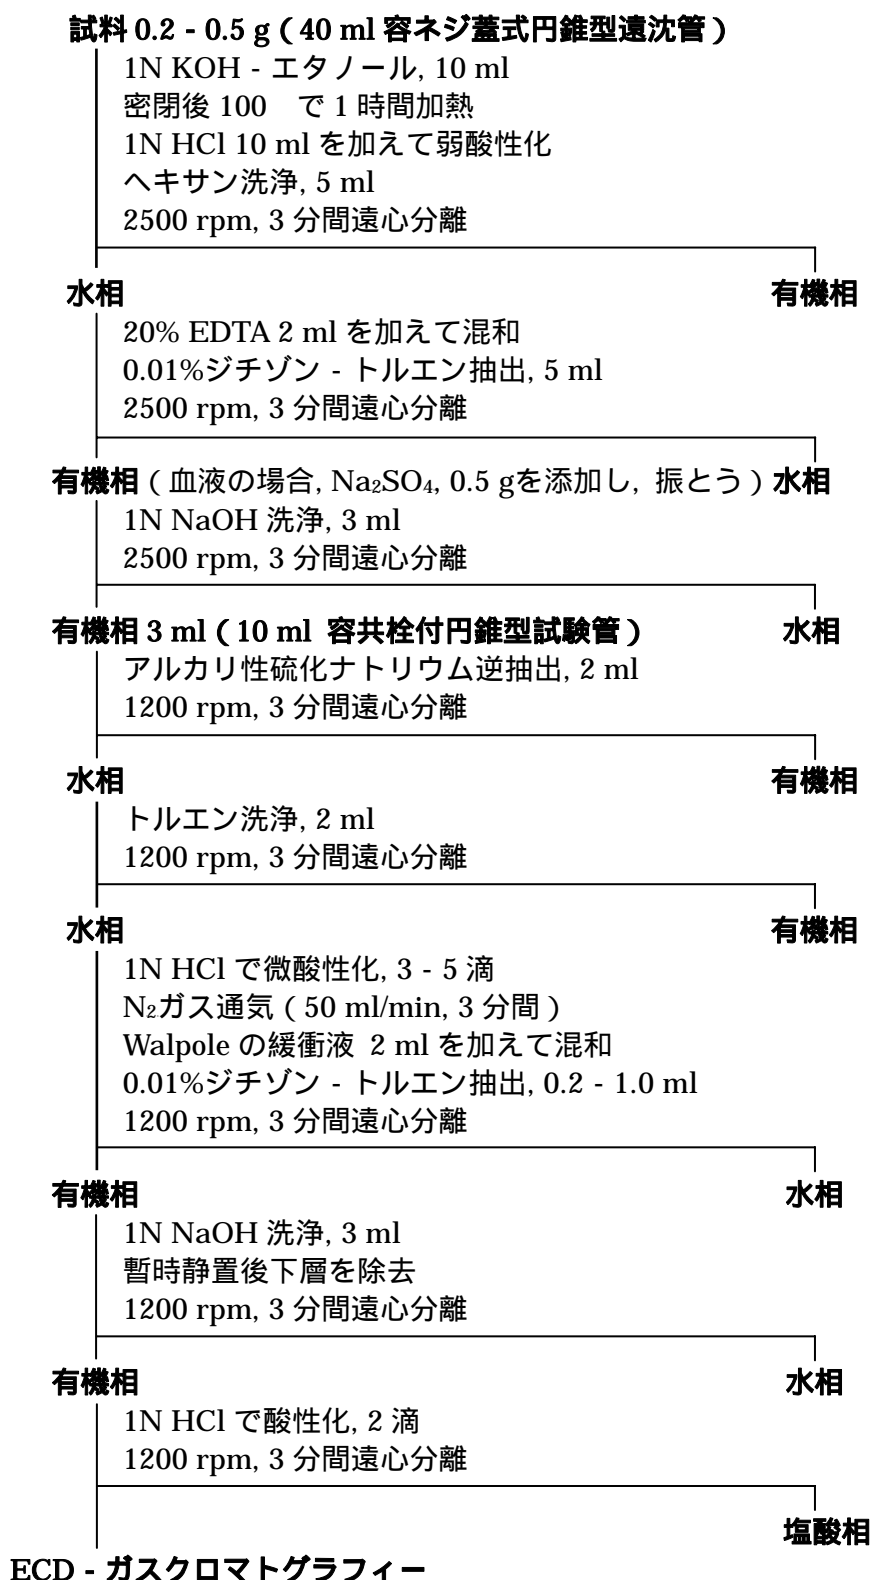 試料 0.2 - 0.5 g ( 40 ml 容ネジ蓋式円錐型遠沈管 )
1N KOH - エタノール, 10 ml
密閉後 100 で 1 時間加熱
1N HCl 10 ml を加えて弱酸性化
ヘキサン洗浄, 5 ml
2500 rpm, 3 分間遠心分離
水相 有機相
20% EDTA 2 ml を加えて混和
0.01%ジチゾン - トルエン抽出, 5 ml
2500 rpm, 3 分間遠心分離
有機相 ( 血液の場合, Na₂SO₄, 0.5 gを添加し, 振とう ) 水相
1N NaOH 洗浄, 3 ml
2500 rpm, 3 分間遠心分離
有機相 3 ml ( 10 ml 容共栓付円錐型試験管 ) 水相
アルカリ性硫化ナトリウム逆抽出, 2 ml
1200 rpm, 3 分間遠心分離
水相 有機相
トルエン洗浄, 2 ml
1200 rpm, 3 分間遠心分離
水相 有機相
1N HCl で微酸性化, 3 - 5 滴
N₂ガス通気 ( 50 ml/min, 3 分間 )
Walpole の緩衝液 2 ml を加えて混和
0.01%ジチゾン - トルエン抽出, 0.2 - 1.0 ml
1200 rpm, 3 分間遠心分離
有機相 水相
1N NaOH 洗浄, 3 ml
暫時静置後下層を除去
1200 rpm, 3 分間遠心分離
有機相 水相
1N HCl で酸性化, 2 滴
1200 rpm, 3 分間遠心分離
塩酸相
ECD - ガスクロマトグラフィー